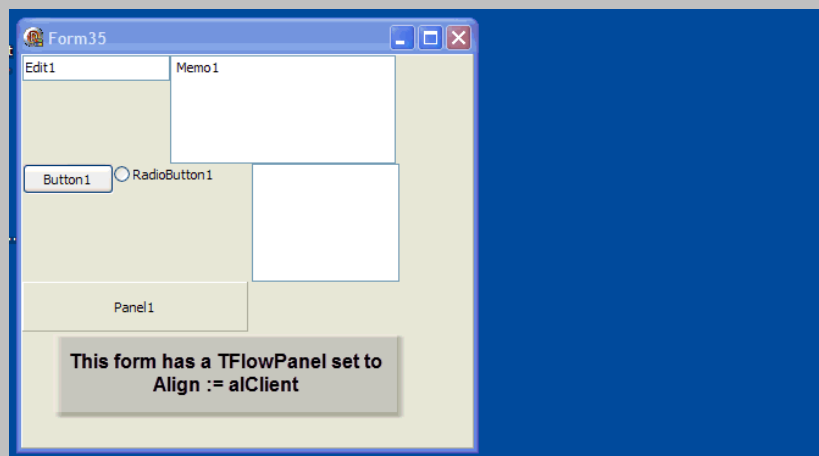 Form35
Edit1
Memo1
Button1
RadioButton1
Panel1
This form has a TFlowPanel set to
Align := alClient